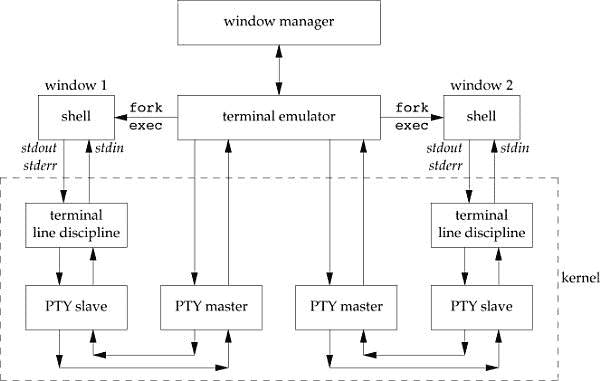 window manager
window 1
window 2
shell
fork
exec
terminal emulator
fork
exec
shell
stdout
stderr
stdin
stdout
stderr
stdin
terminal
line discipline
terminal
line discipline
kernel
PTY slave
PTY master
PTY master
PTY slave